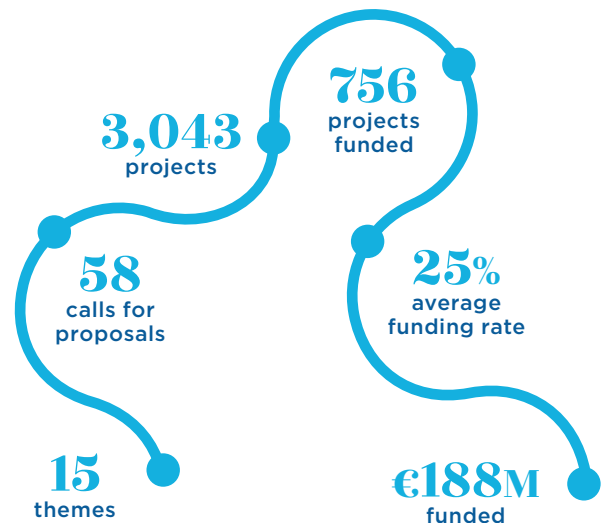 15
themes
58
calls for
proposals
3,043
projects
756
projects
funded
25%
average
funding rate
€188M
funded